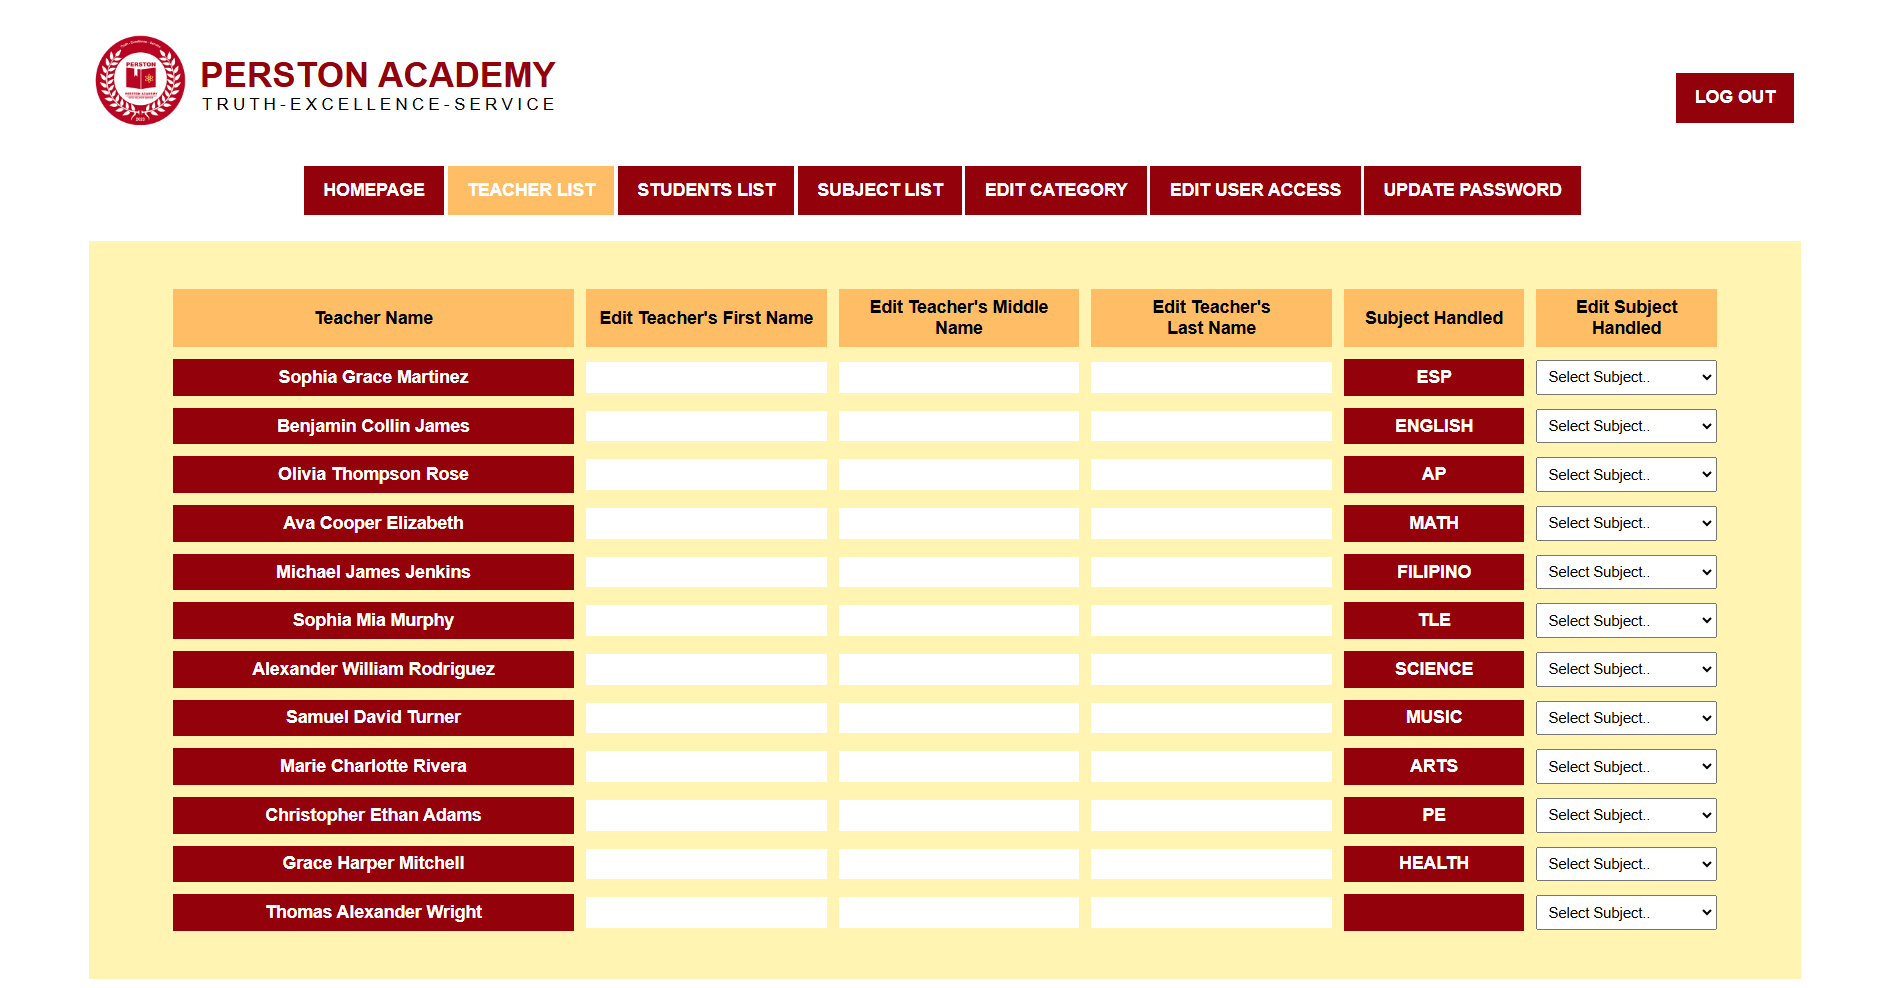 PERSTON
PERSTON ACADEMY
TRUTH-EXCELLENCE-SERVICE
LOG OUT
HOMEPAGE TEACHER LIST STUDENTS LIST SUBJECT LIST EDIT CATEGORY EDIT USER ACCESS UPDATE PASSWORD
Teacher Name Edit Teacher's First Name Edit Teacher's Middle Name Edit Teacher's Last Name Subject Handled Edit Subject Handled
Sophia Grace Martinez ESP Select Subject..
Benjamin Collin James ENGLISH Select Subject..
Olivia Thompson Rose AP Select Subject..
Ava Cooper Elizabeth MATH Select Subject..
Michael James Jenkins FILIPINO Select Subject..
Sophia Mia Murphy TLE Select Subject..
Alexander William Rodriguez SCIENCE Select Subject..
Samuel David Turner MUSIC Select Subject..
Marie Charlotte Rivera ARTS Select Subject..
Christopher Ethan Adams PE Select Subject..
Grace Harper Mitchell HEALTH Select Subject..
Thomas Alexander Wright Select Subject..